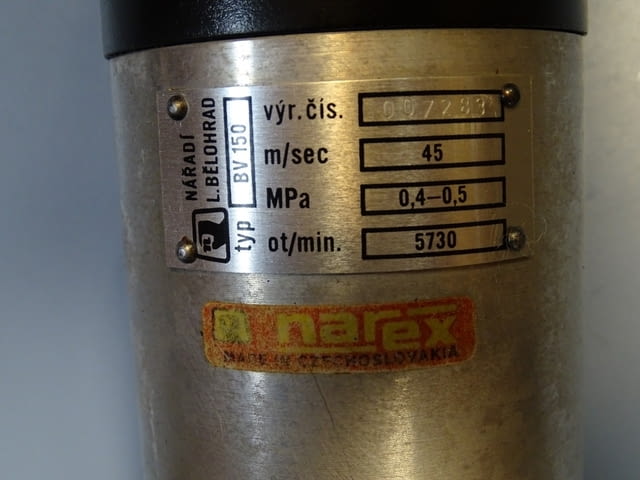 NÁŘADÍ
L. BĚLOHRAD
typ BV 150
výr. čís. 007283
m/sec 45
MPa 0,4-0,5
ot/min. 5730
narex
MADE IN CZECHOSLOVAKIA